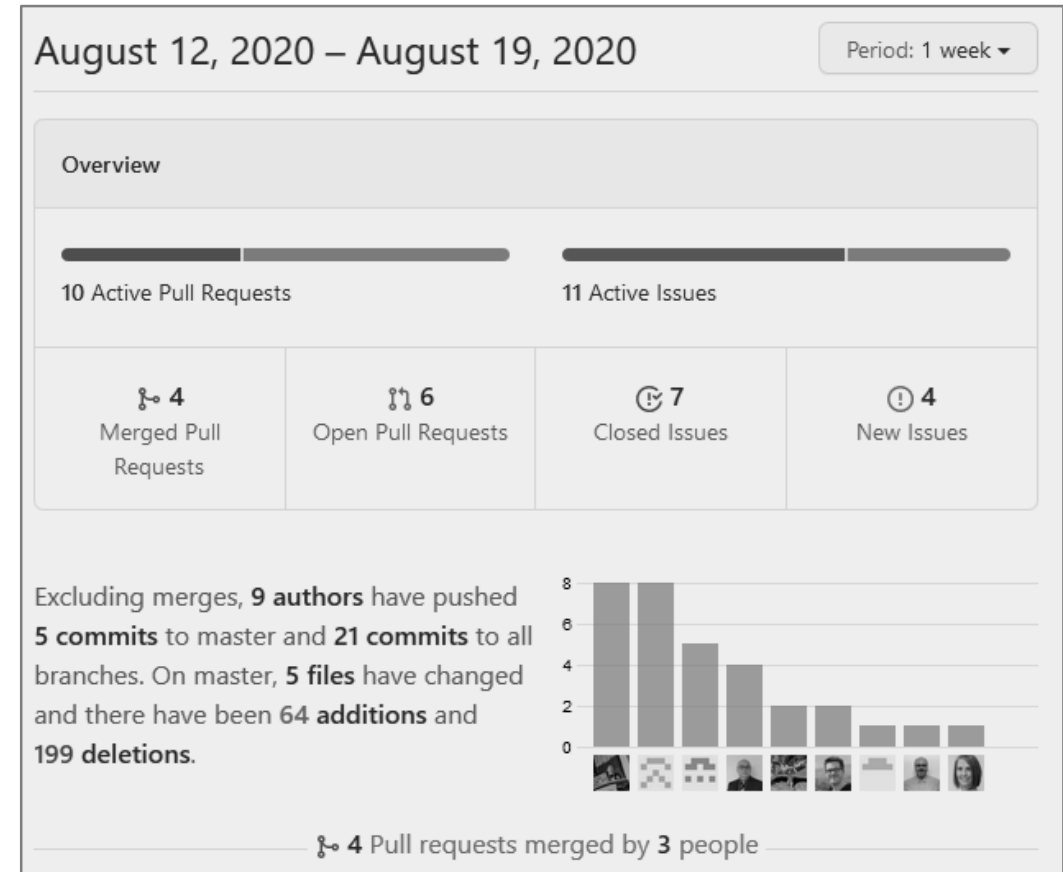 August 12, 2020 – August 19, 2020
Period: 1 week
Overview
10 Active Pull Requests
11 Active Issues
4
Merged Pull
Requests
6
Open Pull Requests
7
Closed Issues
4
New Issues
Excluding merges, 9 authors have pushed
5 commits to master and 21 commits to all
branches. On master, 5 files have changed
and there have been 64 additions and
199 deletions.
8
6
4
2
0
4 Pull requests merged by 3 people